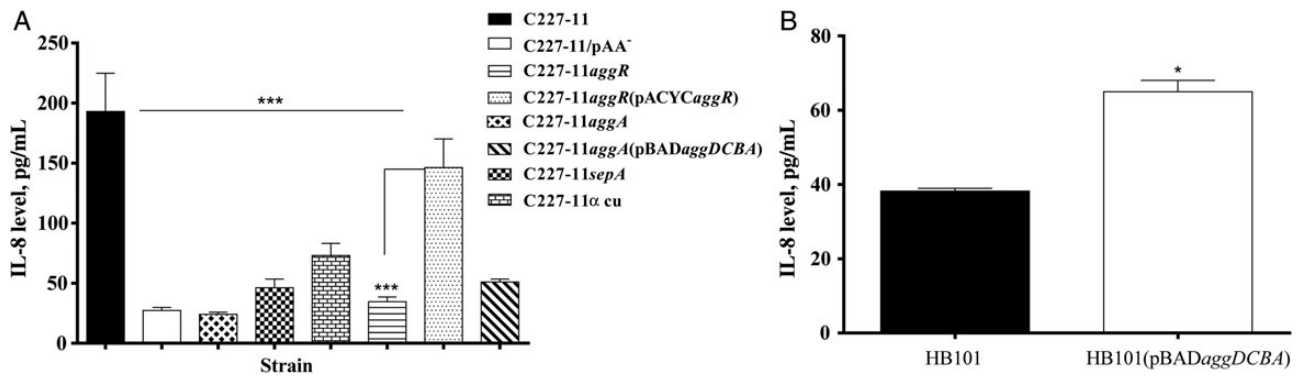 A
IL-8 level, pg/mL
250
200
150
100
50
0
***
***
Strain
C227-11
C227-11/pAA⁻
C227-11aggR
C227-11aggR(pACYCaggR)
C227-11aggA
C227-11aggA(pBADaggDCBA)
C227-11sepA
C227-11α cu
B
IL-8 level, pg/mL
80
60
40
20
0
*
HB101
HB101(pBADaggDCBA)